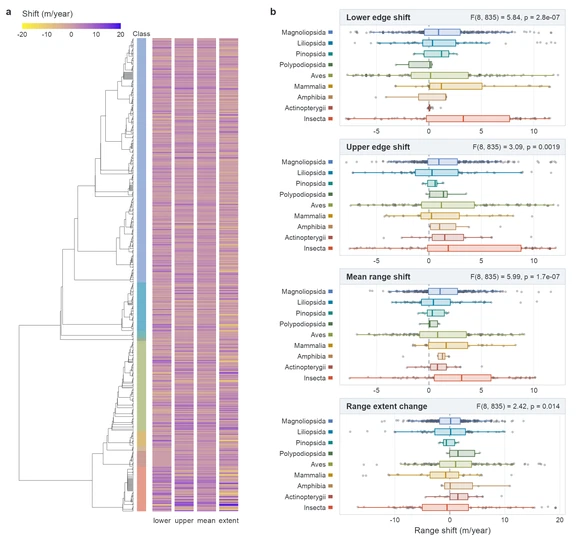 a
Shift (m/year)
-20 -10 0 10 20
Class
lower upper mean extent
b
Lower edge shift F(8, 835) = 5.84, p = 2.8e-07
Magnoliopsida
Liliopsida
Pinopsida
Polypodiopsida
Aves
Mammalia
Amphibia
Actinopterygii
Insecta
-5 0 5 10
Upper edge shift F(8, 835) = 3.09, p = 0.0019
Magnoliopsida
Liliopsida
Pinopsida
Polypodiopsida
Aves
Mammalia
Amphibia
Actinopterygii
Insecta
-5 0 5 10
Mean range shift F(8, 835) = 5.99, p = 1.7e-07
Magnoliopsida
Liliopsida
Pinopsida
Polypodiopsida
Aves
Mammalia
Amphibia
Actinopterygii
Insecta
-5 0 5 10
Range extent change F(8, 835) = 2.42, p = 0.014
Magnoliopsida
Liliopsida
Pinopsida
Polypodiopsida
Aves
Mammalia
Amphibia
Actinopterygii
Insecta
-10 0 10 20
Range shift (m/year)